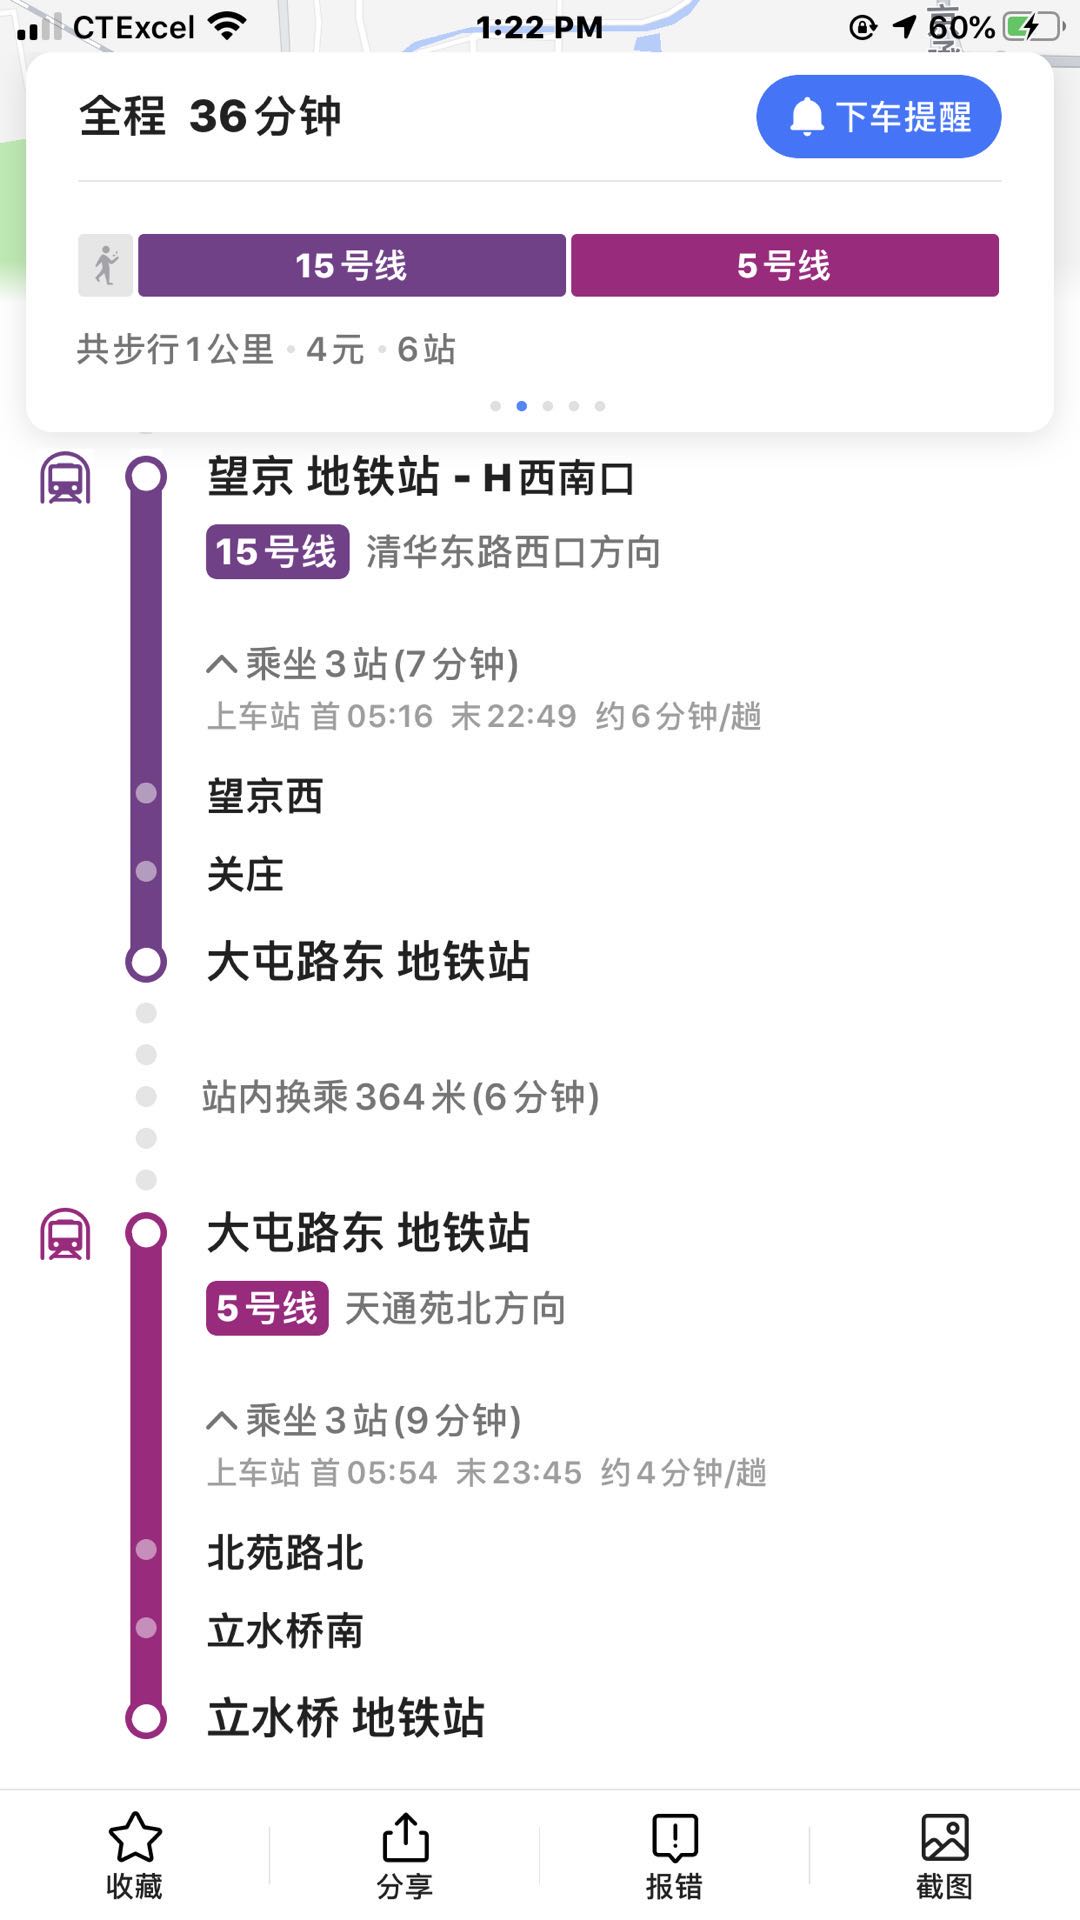 CTExcel 1:22 PM 60%
全程 36分钟
下车提醒
15号线 5号线
共步行1公里 · 4元 · 6站
望京 地铁站 - H西南口
15号线 清华东路西口方向
乘坐3站(7分钟)
上车站 首05:16 末22:49 约6分钟/趟
望京西
关庄
大屯路东 地铁站
站内换乘364米(6分钟)
大屯路东 地铁站
5号线 天通苑北方向
乘坐3站(9分钟)
上车站 首05:54 末23:45 约4分钟/趟
北苑路北
立水桥南
立水桥 地铁站
收藏 分享 报错 截图